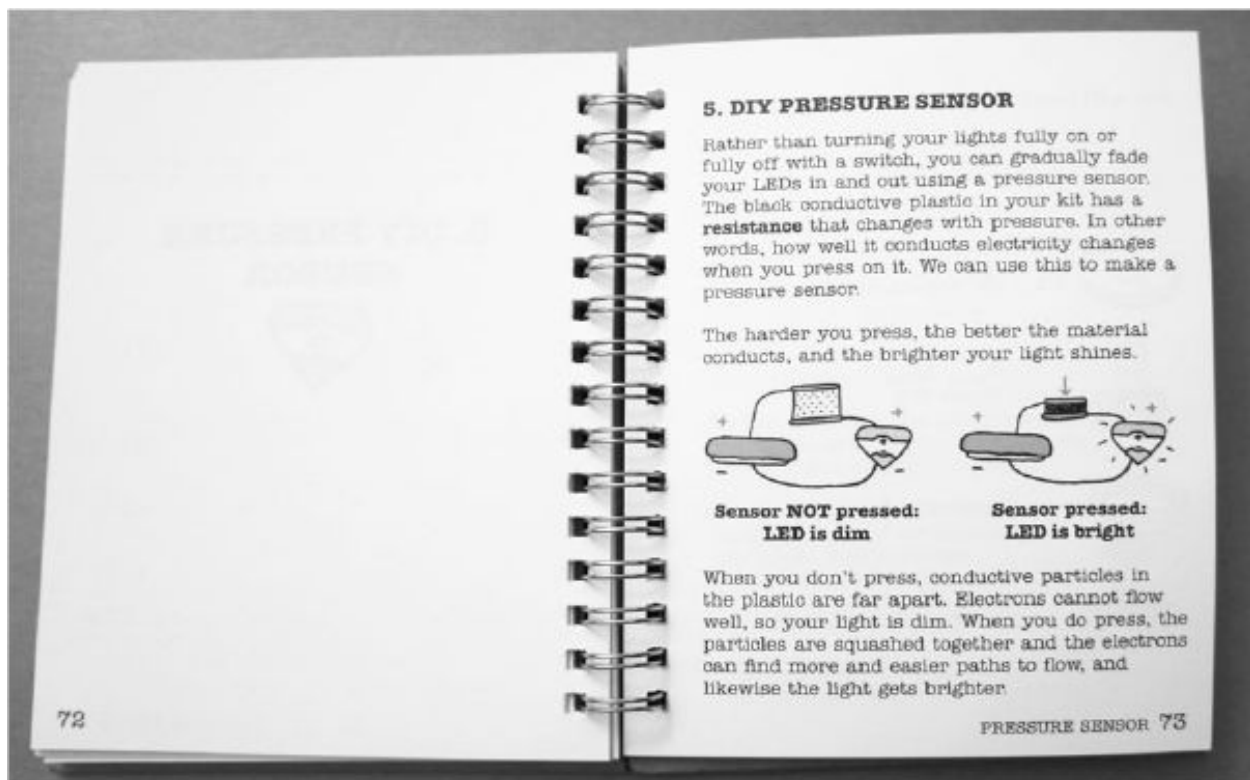 72
5. DIY PRESSURE SENSOR
Rather than turning your lights fully on or
fully off with a switch, you can gradually fade
your LEDs in and out using a pressure sensor.
The black conductive plastic in your kit has a
resistance that changes with pressure. In other
words, how well it conducts electricity changes
when you press on it. We can use this to make a
pressure sensor.
The harder you press, the better the material
conducts, and the brighter your light shines.
+ +
- -
+ +
- -
Sensor NOT pressed:
LED is dim
Sensor pressed:
LED is bright
When you don't press, conductive particles in
the plastic are far apart. Electrons cannot flow
well, so your light is dim. When you do press, the
particles are squashed together and the electrons
can find more and easier paths to flow, and
likewise the light gets brighter.
PRESSURE SENSOR 73